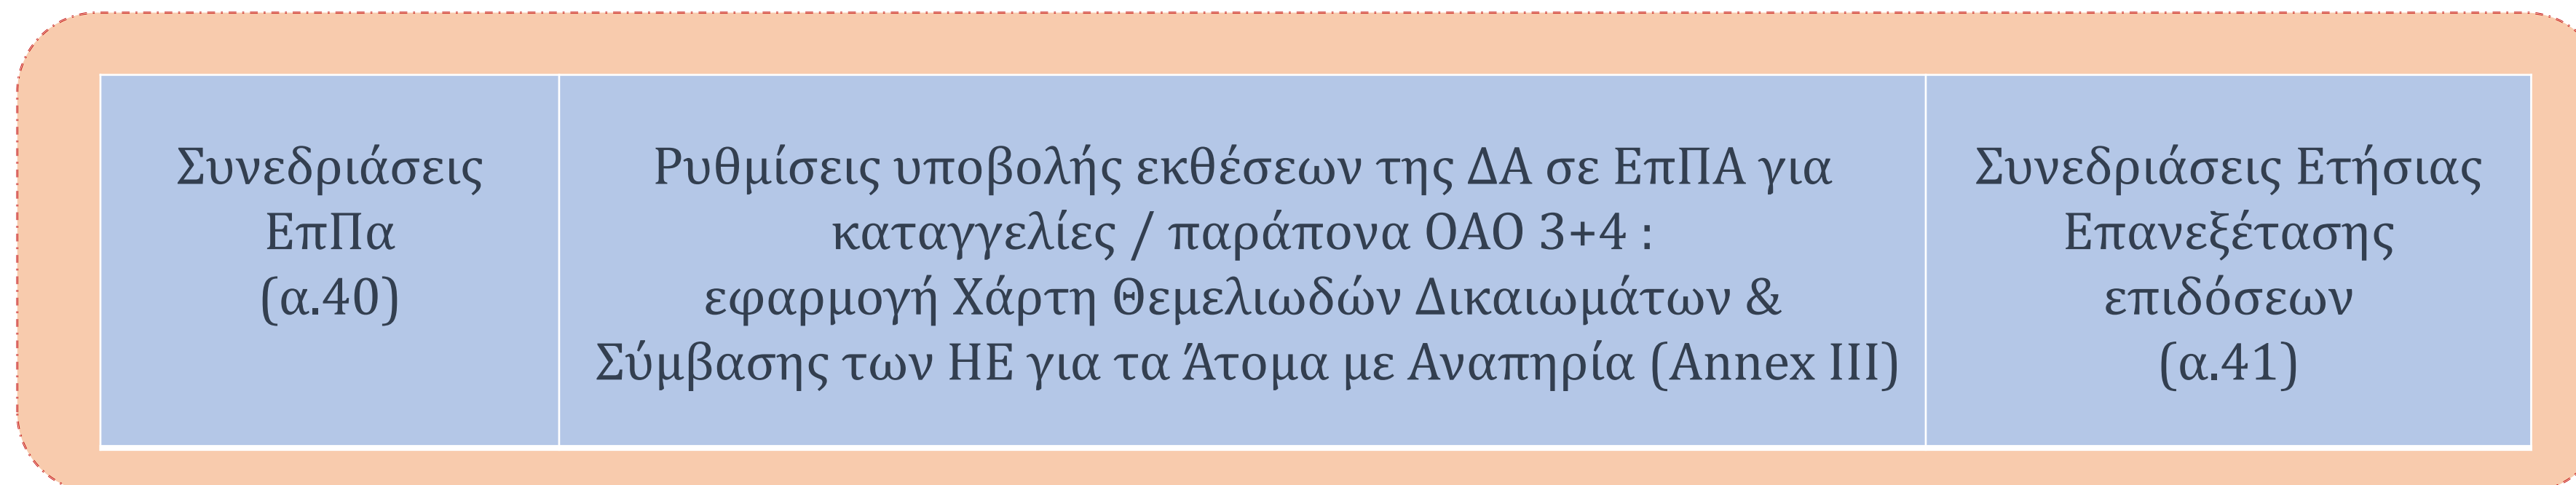 Συνεδριάσεις
ΕπΠα
(α.40)
Ρυθμίσεις υποβολής εκθέσεων της ΔΑ σε ΕπΠΑ για
καταγγελίες / παράπονα ΟΑΟ 3+4 :
εφαρμογή Χάρτη Θεμελιωδών Δικαιωμάτων &
Σύμβασης των ΗΕ για τα Άτομα με Αναπηρία (Annex III)
Συνεδριάσεις Ετήσιας
Επανεξέτασης
επιδόσεων
(α.41)